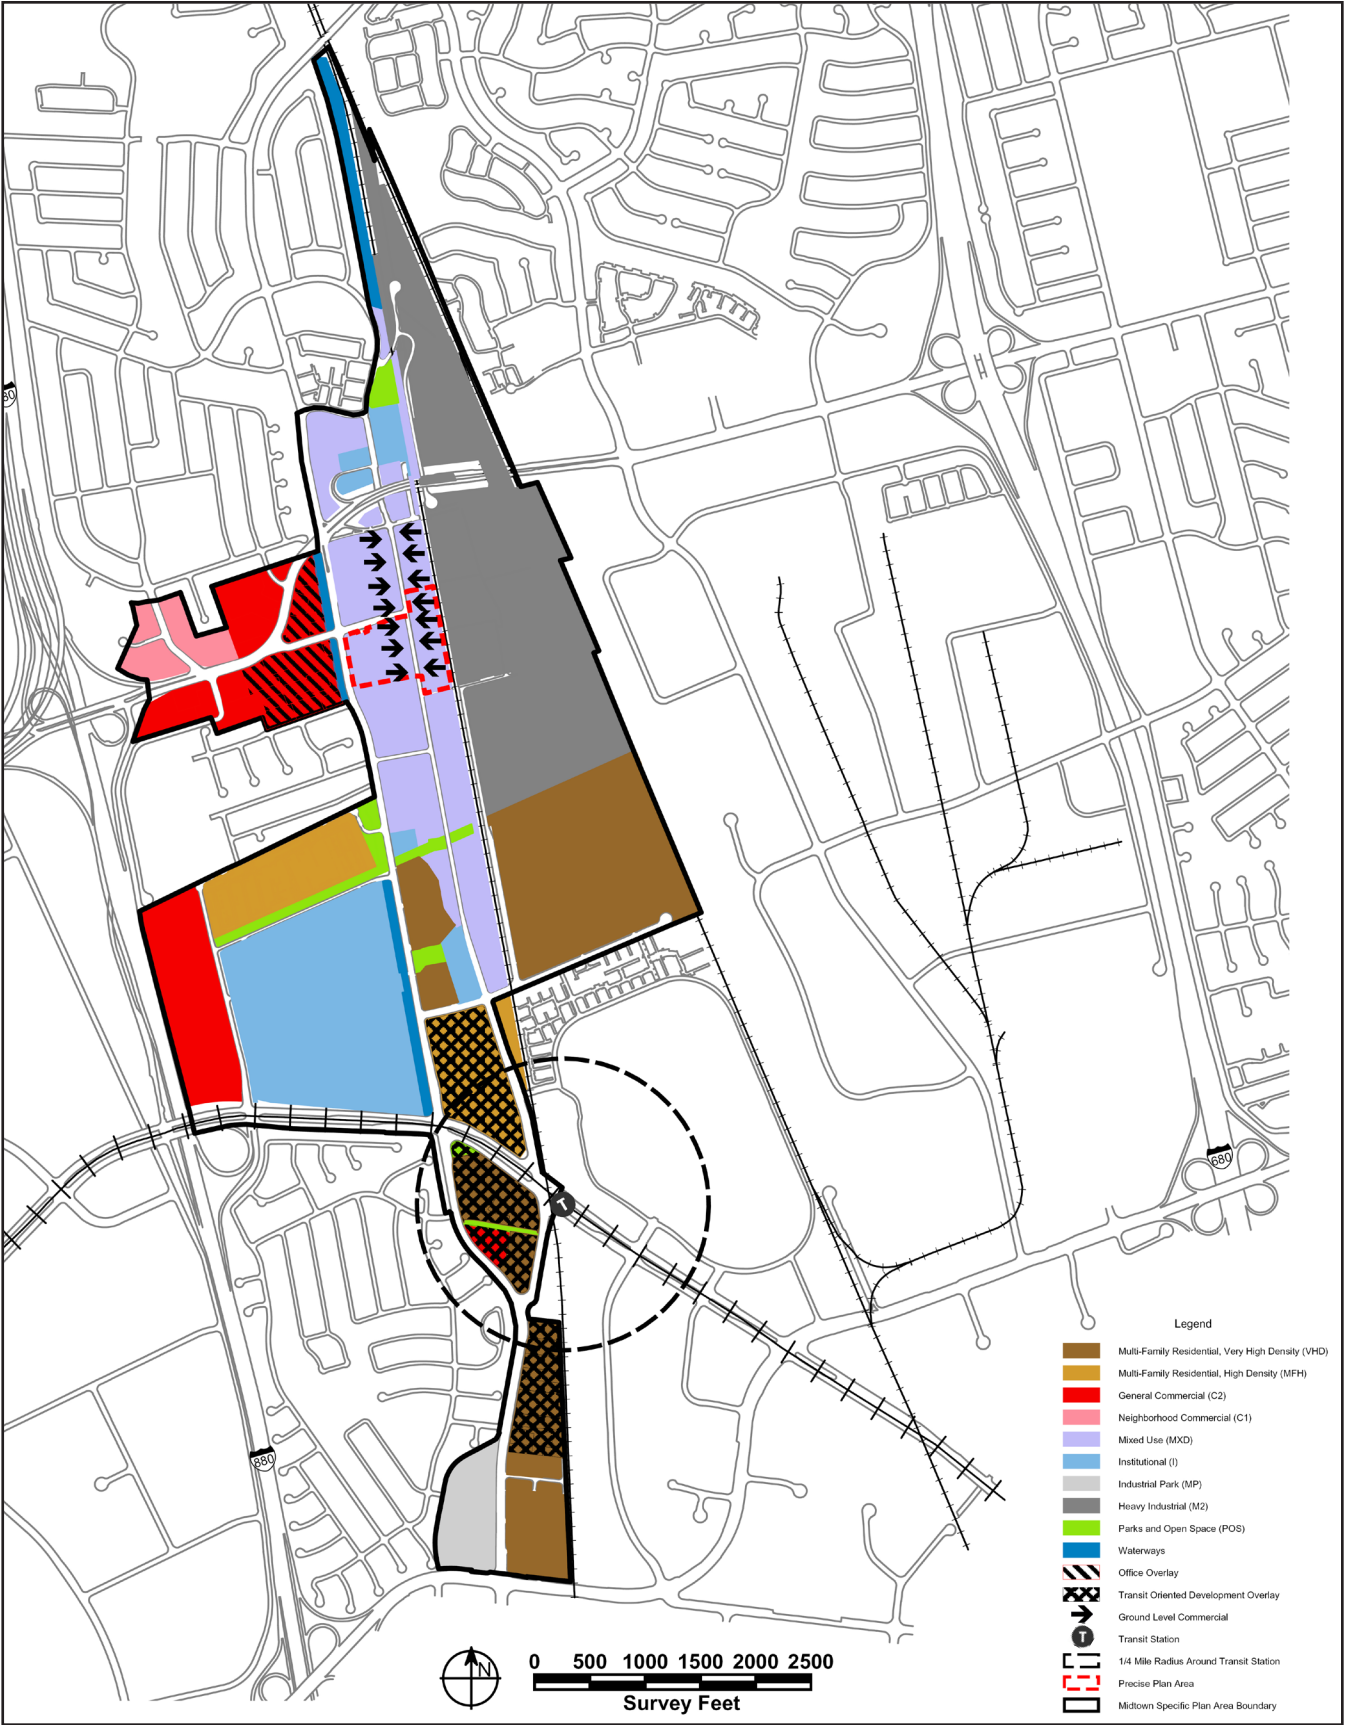 80
680
T
880
Legend
Multi-Family Residential, Very High Density (VHD)
Multi-Family Residential, High Density (MFH)
General Commercial (C2)
Neighborhood Commercial (C1)
Mixed Use (MXD)
Institutional (I)
Industrial Park (MP)
Heavy Industrial (M2)
Parks and Open Space (POS)
Waterways
Office Overlay
Transit Oriented Development Overlay
Ground Level Commercial
T Transit Station
1/4 Mile Radius Around Transit Station
Precise Plan Area
Midtown Specific Plan Area Boundary
N
0 500 1000 1500 2000 2500
Survey Feet